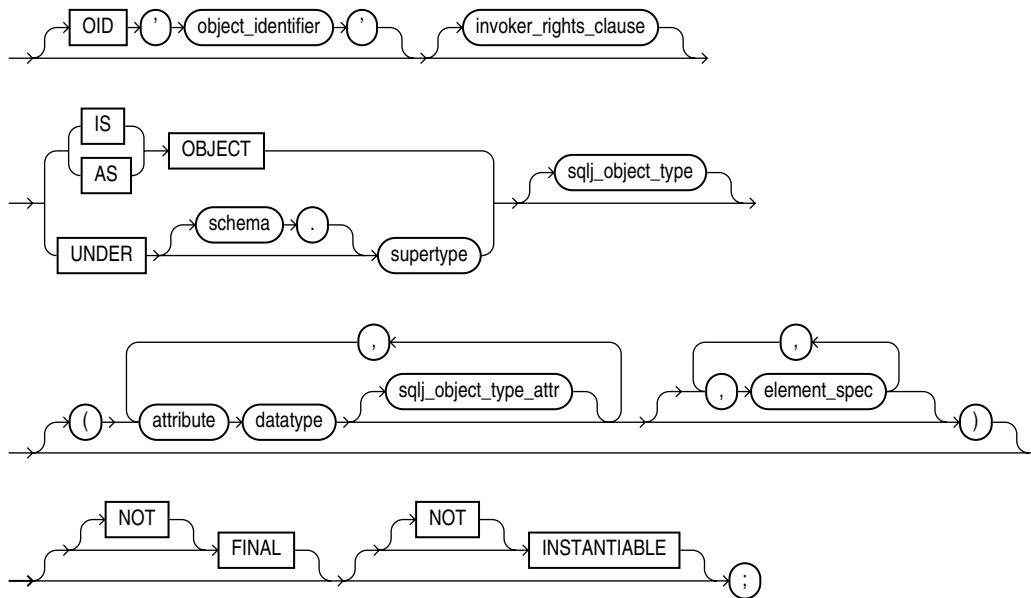 OID ' object_identifier ' invoker_rights_clause
IS
AS
OBJECT
sqlj_object_type
schema .
UNDER supertype
,
,
sqlj_object_type_attr
, element_spec
( attribute datatype )
NOT NOT
FINAL INSTANTIABLE
;